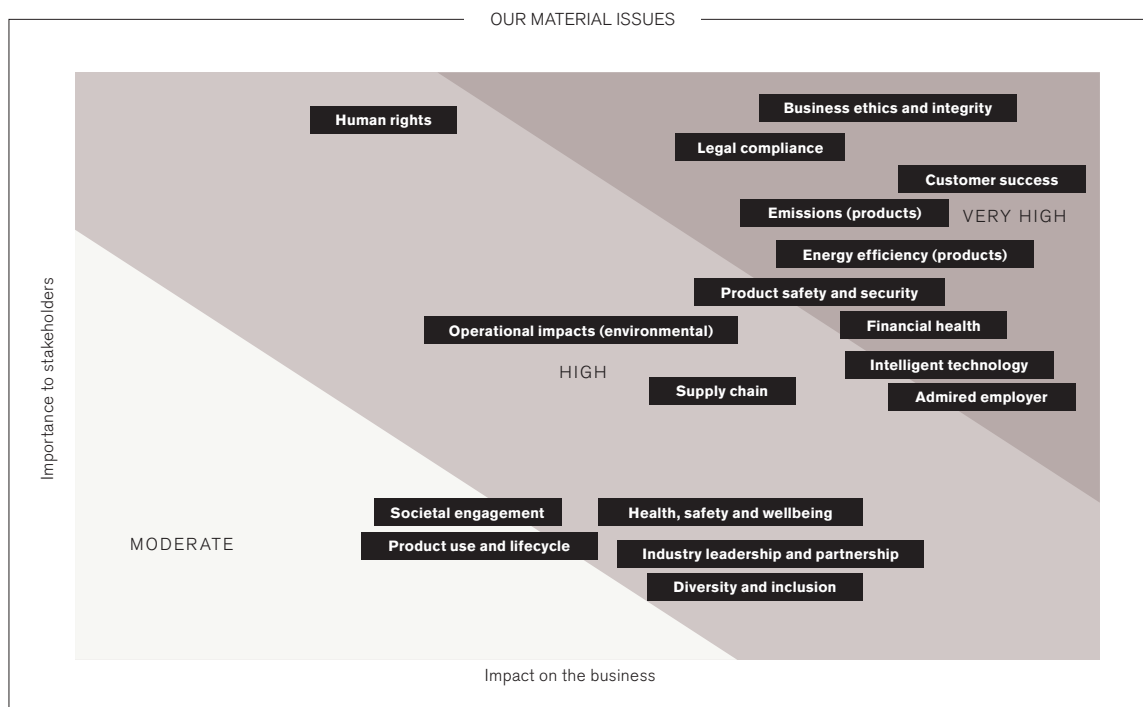 OUR MATERIAL ISSUES
Business ethics and integrity
Human rights
Legal compliance
Customer success
Emissions (products)
VERY HIGH
Energy efficiency (products)
Product safety and security
Financial health
Operational impacts (environmental)
Intelligent technology
HIGH
Supply chain
Admired employer
Importance to stakeholders
Societal engagement
Health, safety and wellbeing
MODERATE
Product use and lifecycle
Industry leadership and partnership
Diversity and inclusion
Impact on the business